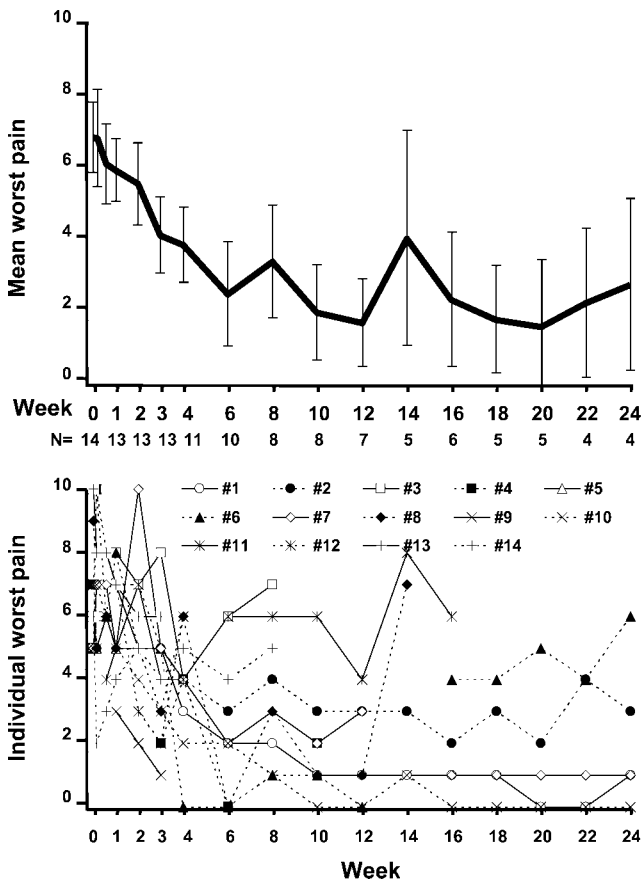 10
8
6
4
2
0
Mean worst pain
Week 0 1 2 3 4 6 8 10 12 14 16 18 20 22 24
N= 14 13 13 13 11 10 8 8 7 5 6 5 5 4 4
10
8
6
4
2
0
Individual worst pain
#1 #2 #3 #4 #5
#6 #7 #8 #9 #10
#11 #12 #13 #14
0 1 2 3 4 6 8 10 12 14 16 18 20 22 24
Week